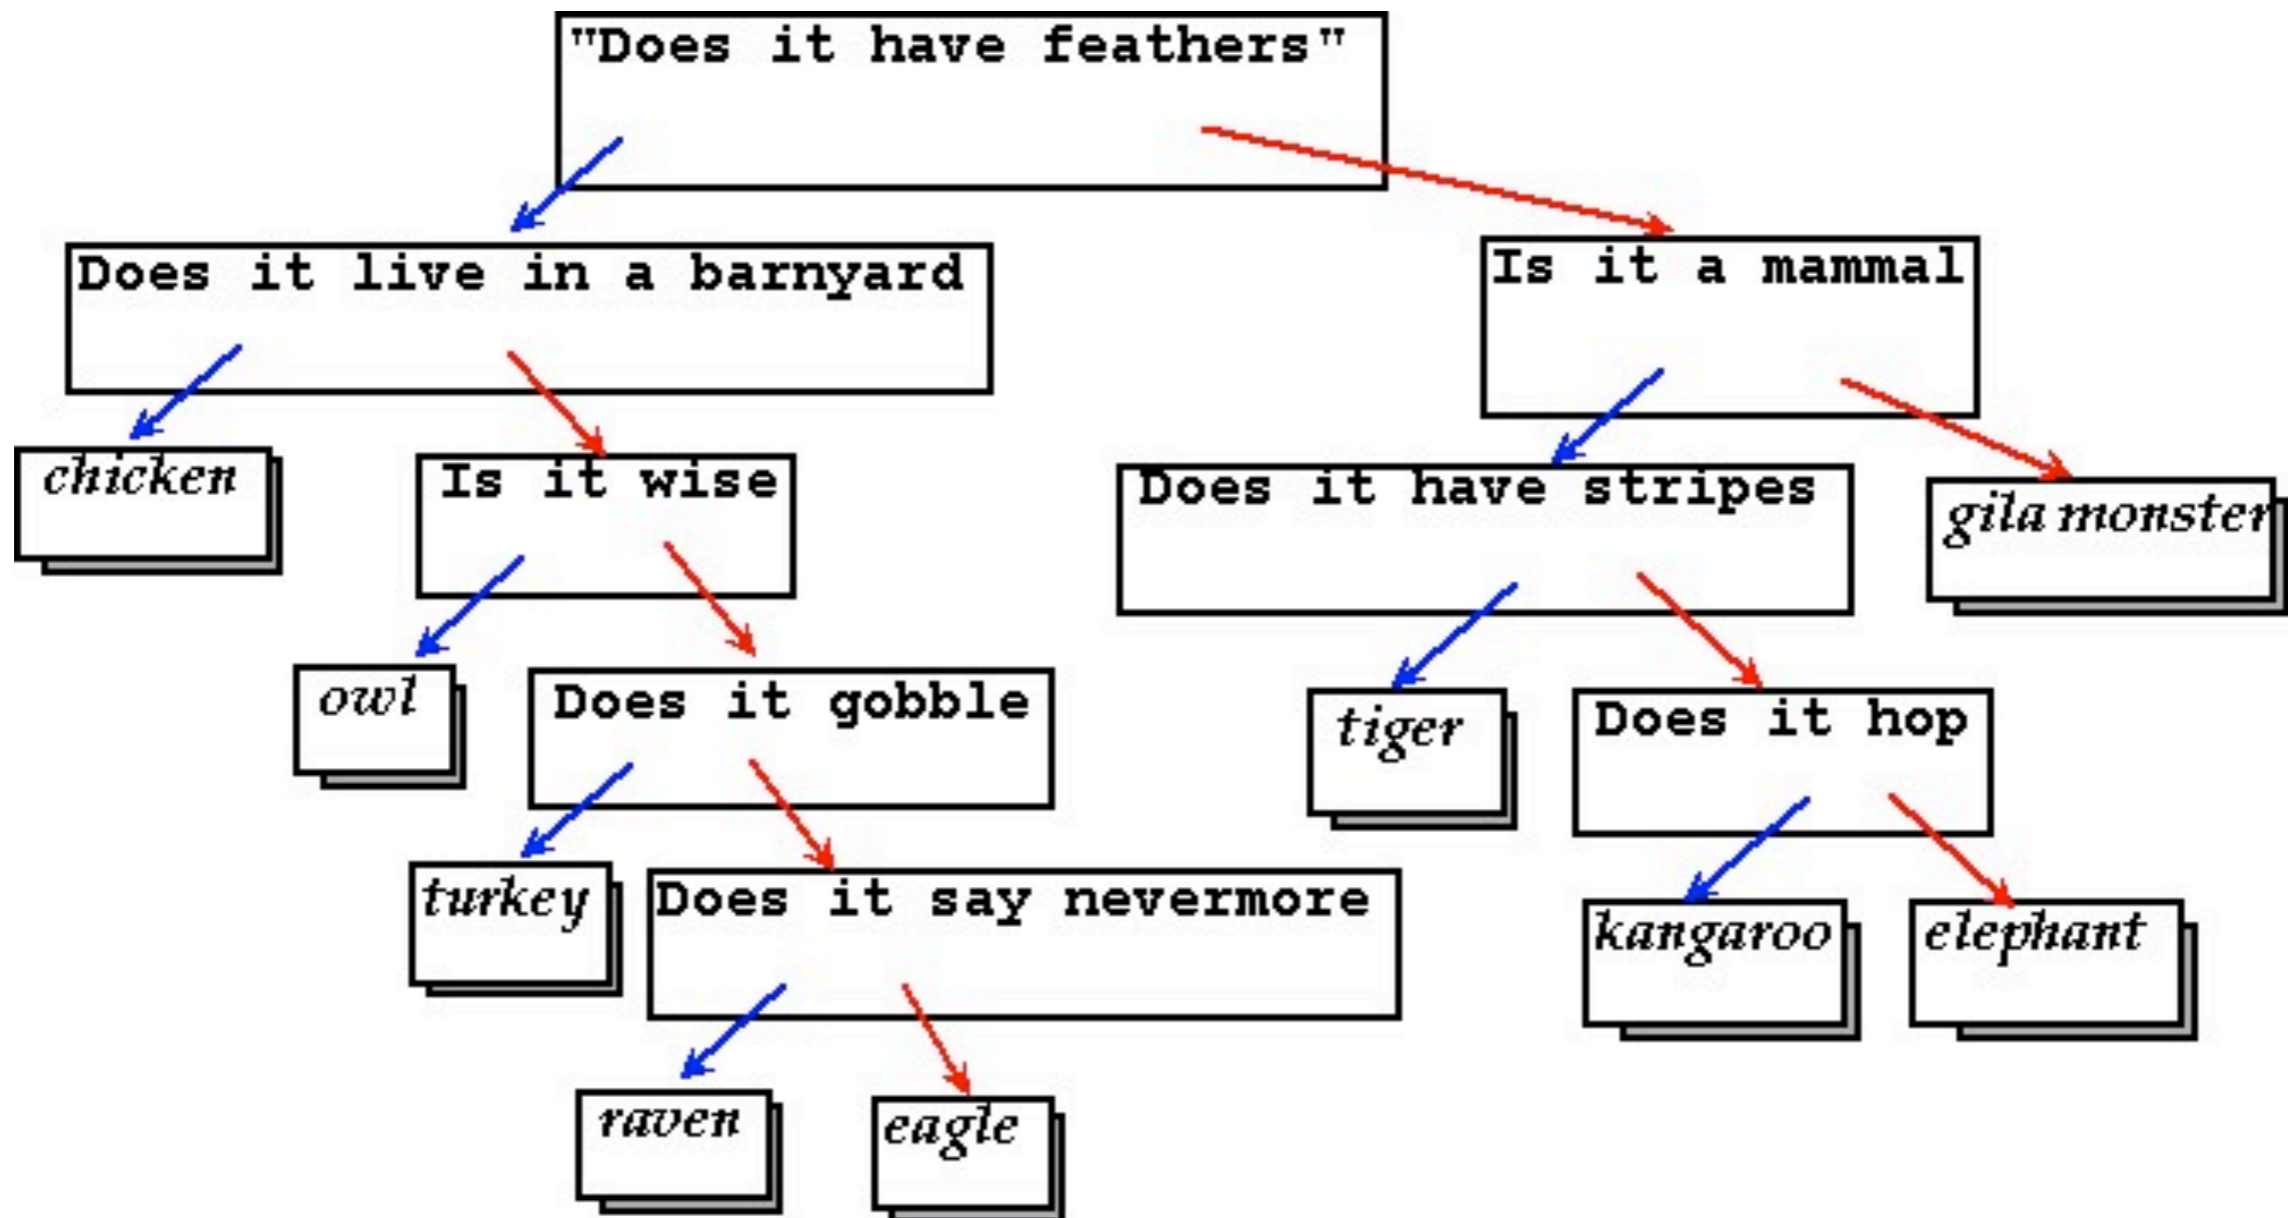 "Does it have feathers"
Does it live in a barnyard
Is it a mammal
chicken
Is it wise
Does it have stripes
gila monster
owl
Does it gobble
tiger
Does it hop
turkey
Does it say nevermore
kangaroo
elephant
raven
eagle